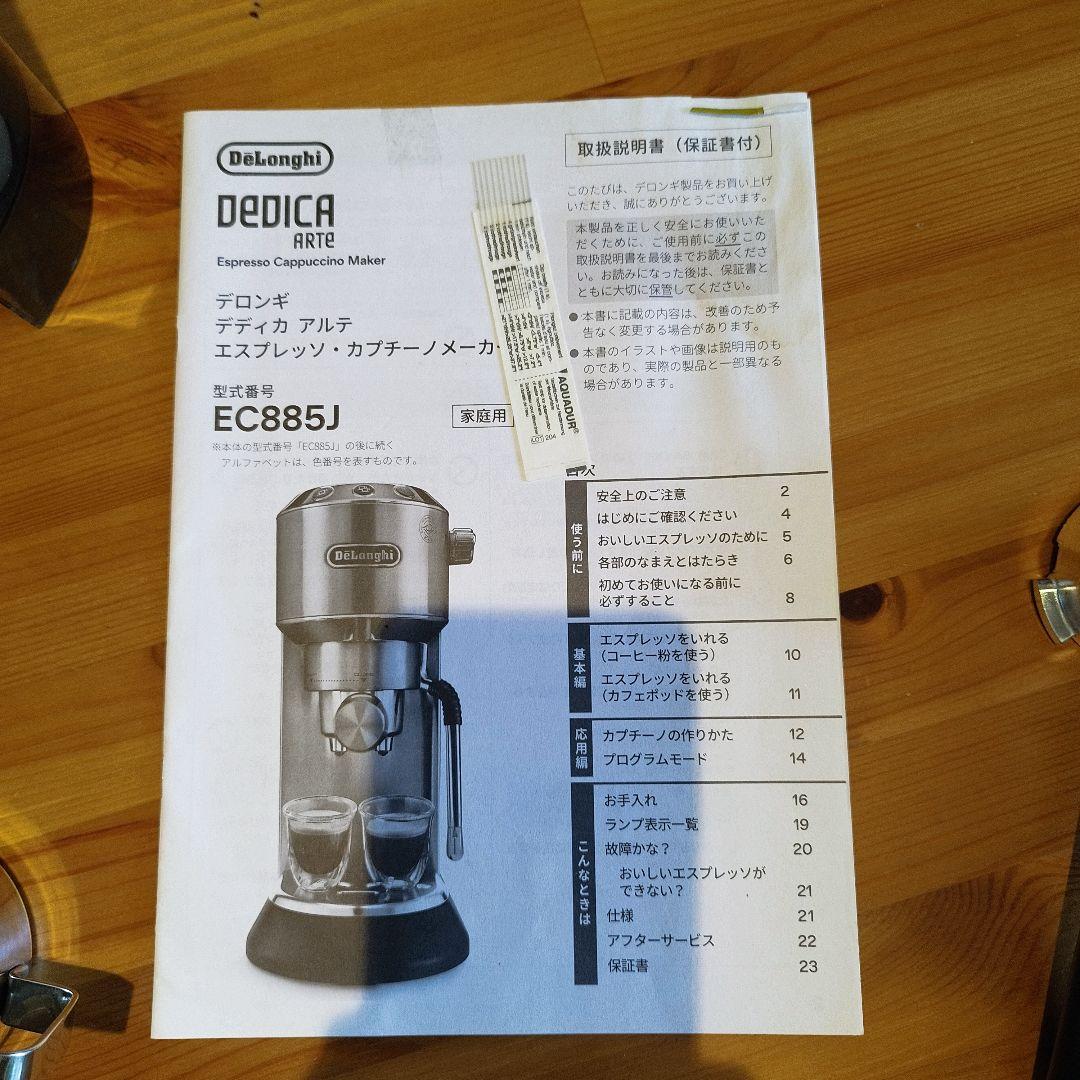 DēLonghi
DEDICA
ARTE
Espresso Cappuccino Maker
デロンギ
デディカ アルテ
エスプレッソ・カプチーノメーカー
型式番号
EC885J
家庭用
※本体の型式番号「EC885J」の後に続く
アルファベットは、色番号を表すものです。
DēLonghi
AQUADUR®
LOT 204
取扱説明書（保証書付）
このたびは、デロンギ製品をお買い上げ
いただき、誠にありがとうございます。
本製品を正しく安全にお使いいた
だくために、ご使用前に必ずこの
取扱説明書を最後までお読みくださ
い。お読みになった後は、保証書と
ともに大切に保管してください。
● 本書に記載の内容は、改善のため予
告なく変更する場合があります。
● 本書のイラストや画像は説明用のも
のであり、実際の製品と一部異なる
場合があります。
目次
使う前に
安全上のご注意 2
はじめにご確認ください 4
おいしいエスプレッソのために 5
各部のなまえとはたらき 6
初めてお使いになる前に
必ずすること 8
基本編
エスプレッソをいれる
（コーヒー粉を使う） 10
エスプレッソをいれる
（カフェポッドを使う） 11
応用編
カプチーノの作りかた 12
プログラムモード 14
こんなときは
お手入れ 16
ランプ表示一覧 19
故障かな？ 20
おいしいエスプレッソが
できない？ 21
仕様 21
アフターサービス 22
保証書 23